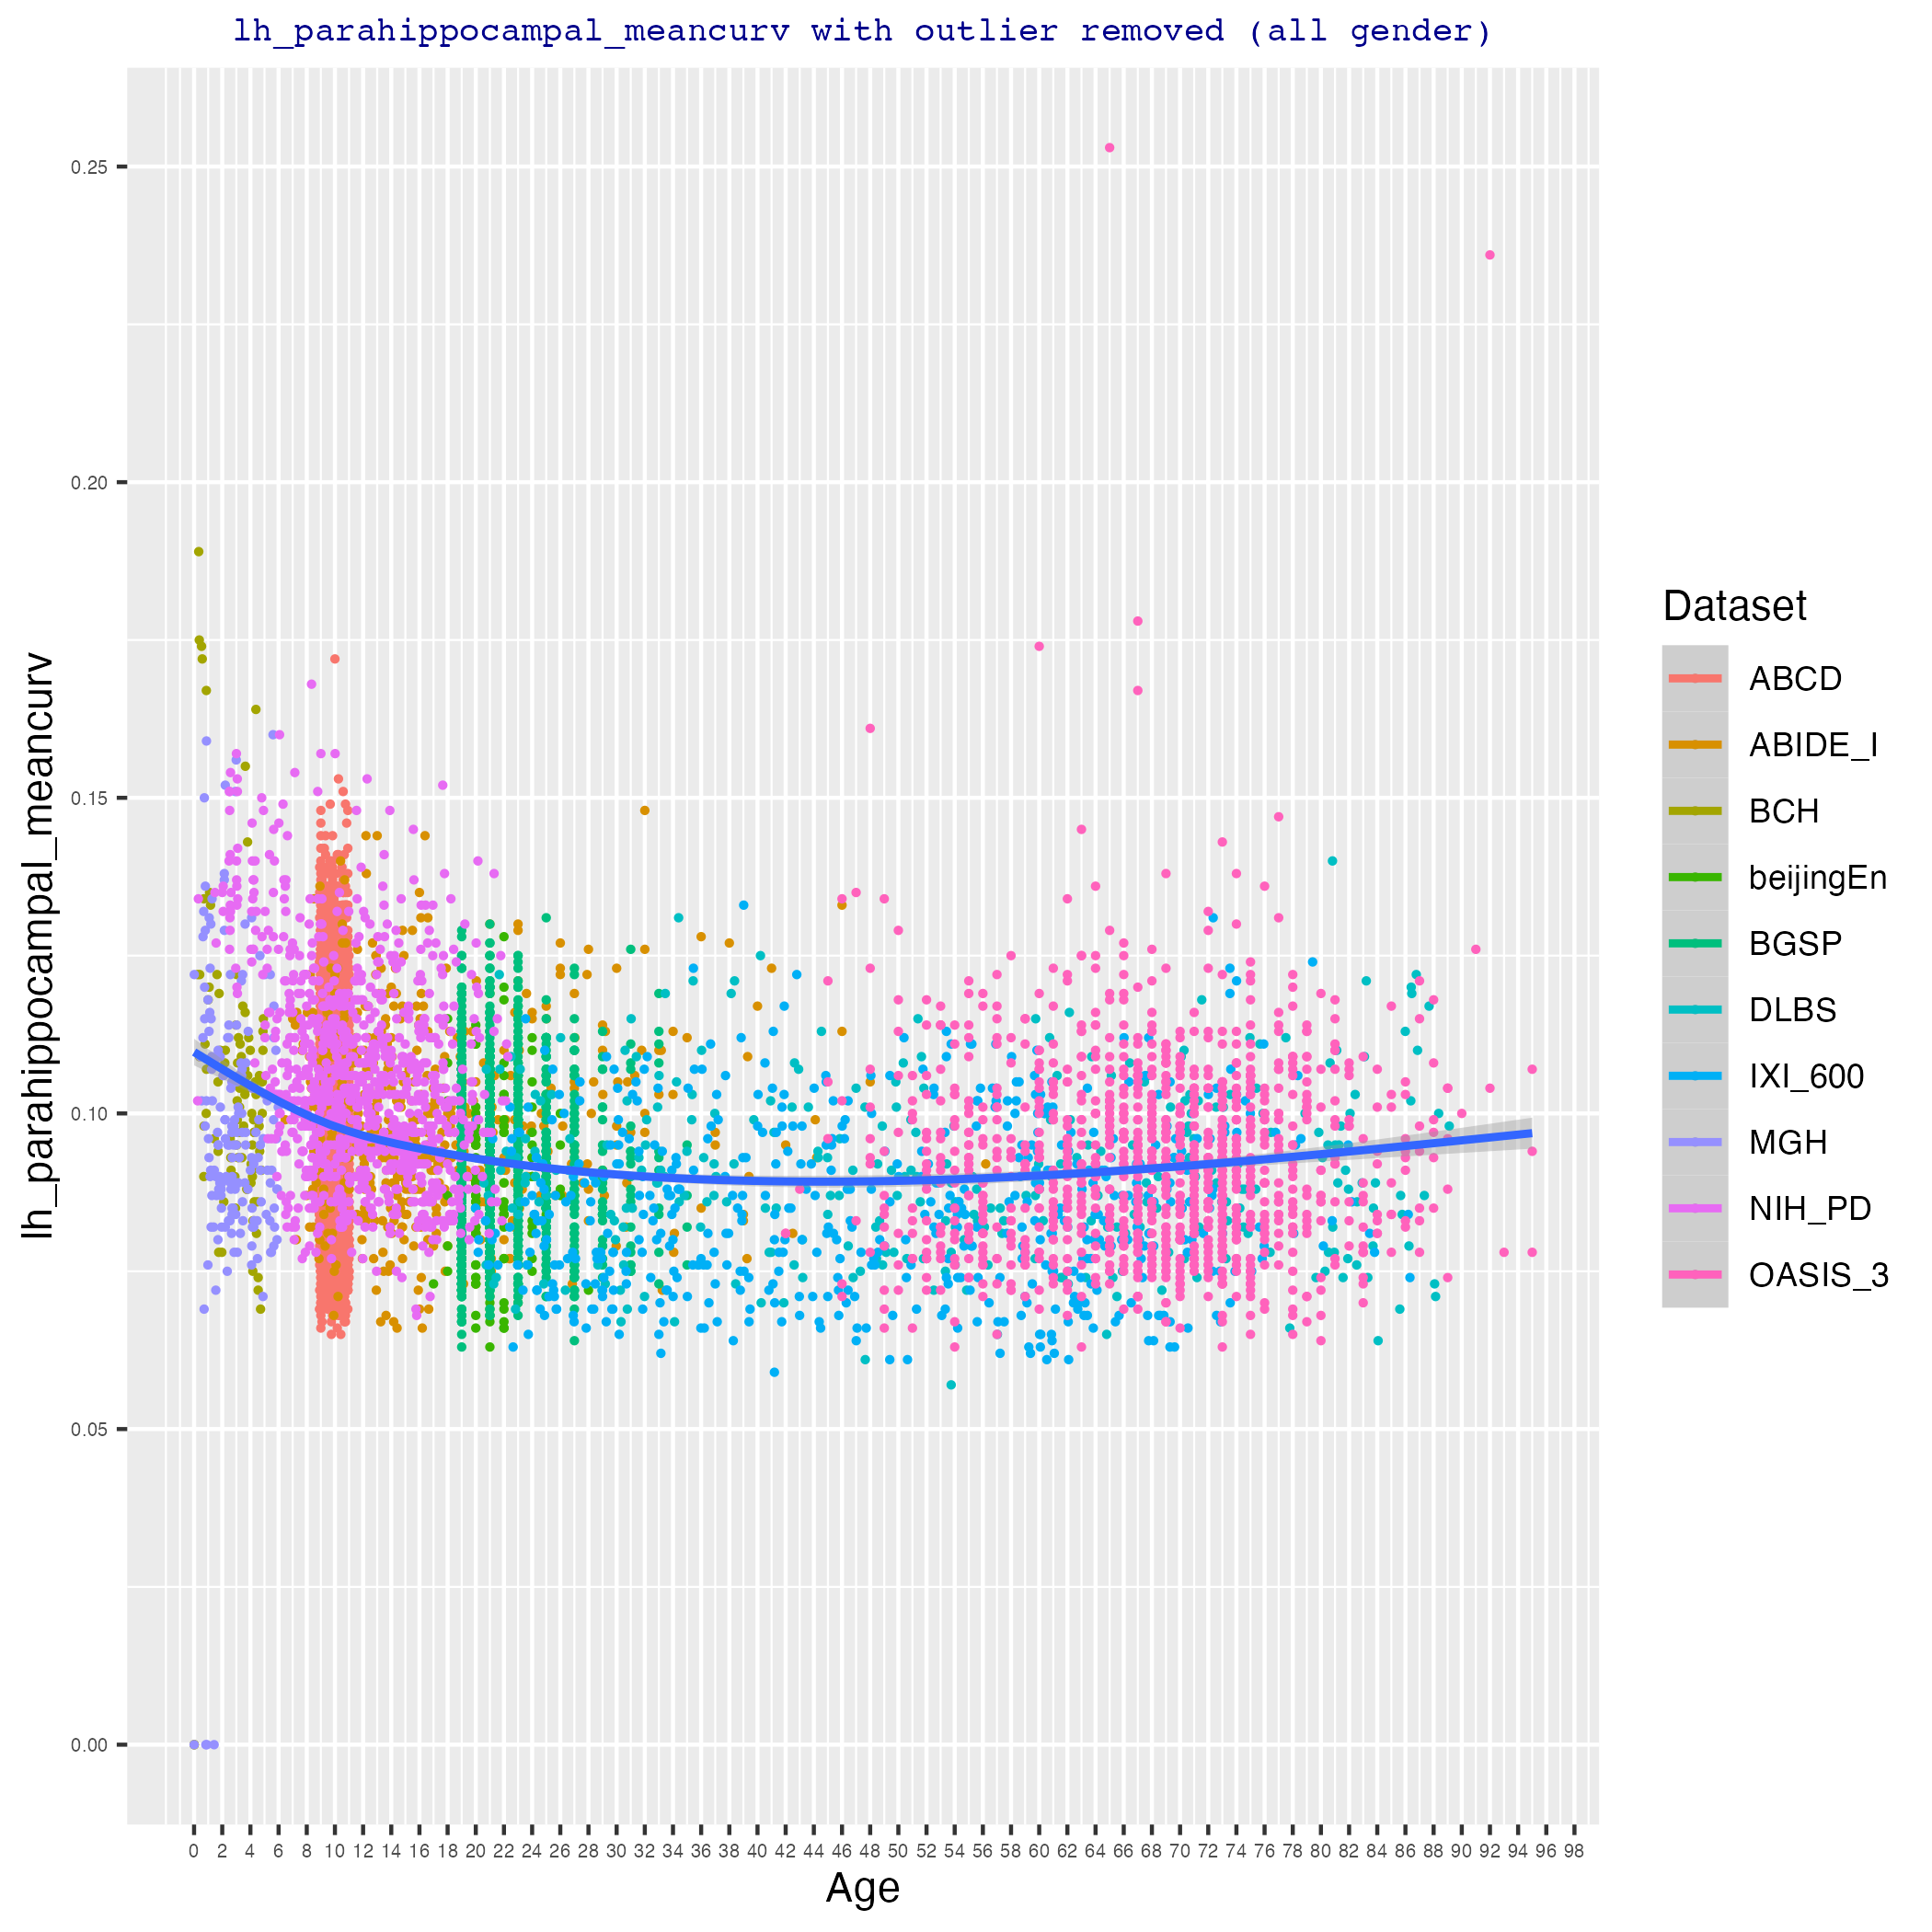 lh_parahippocampal_meancurv with outlier removed (all gender)
lh_parahippocampal_meancurv
0.25
0.20
0.15
0.10
0.05
0.00
0 2 4 6 8 10 12 14 16 18 20 22 24 26 28 30 32 34 36 38 40 42 44 46 48 50 52 54 56 58 60 62 64 66 68 70 72 74 76 78 80 82 84 86 88 90 92 94 96 98
Age
Dataset
ABCD
ABIDE_I
BCH
beijingEn
BGSP
DLBS
IXI_600
MGH
NIH_PD
OASIS_3